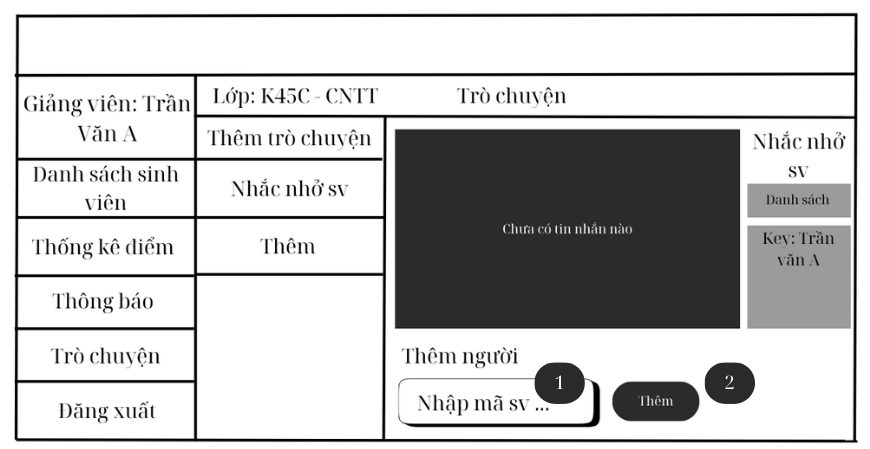 Giảng viên: Trần
Văn A
Danh sách sinh
viên
Thống kê điểm
Thông báo
Trò chuyện
Đăng xuất
Lớp: K45C - CNTT
Trò chuyện
Thêm trò chuyện
Nhắc nhở sv
Thêm
Chưa có tin nhắn nào
Nhắc nhở
sv
Danh sách
Key: Trần
văn A
Thêm người
1
Nhập mã sv ...
Thêm
2